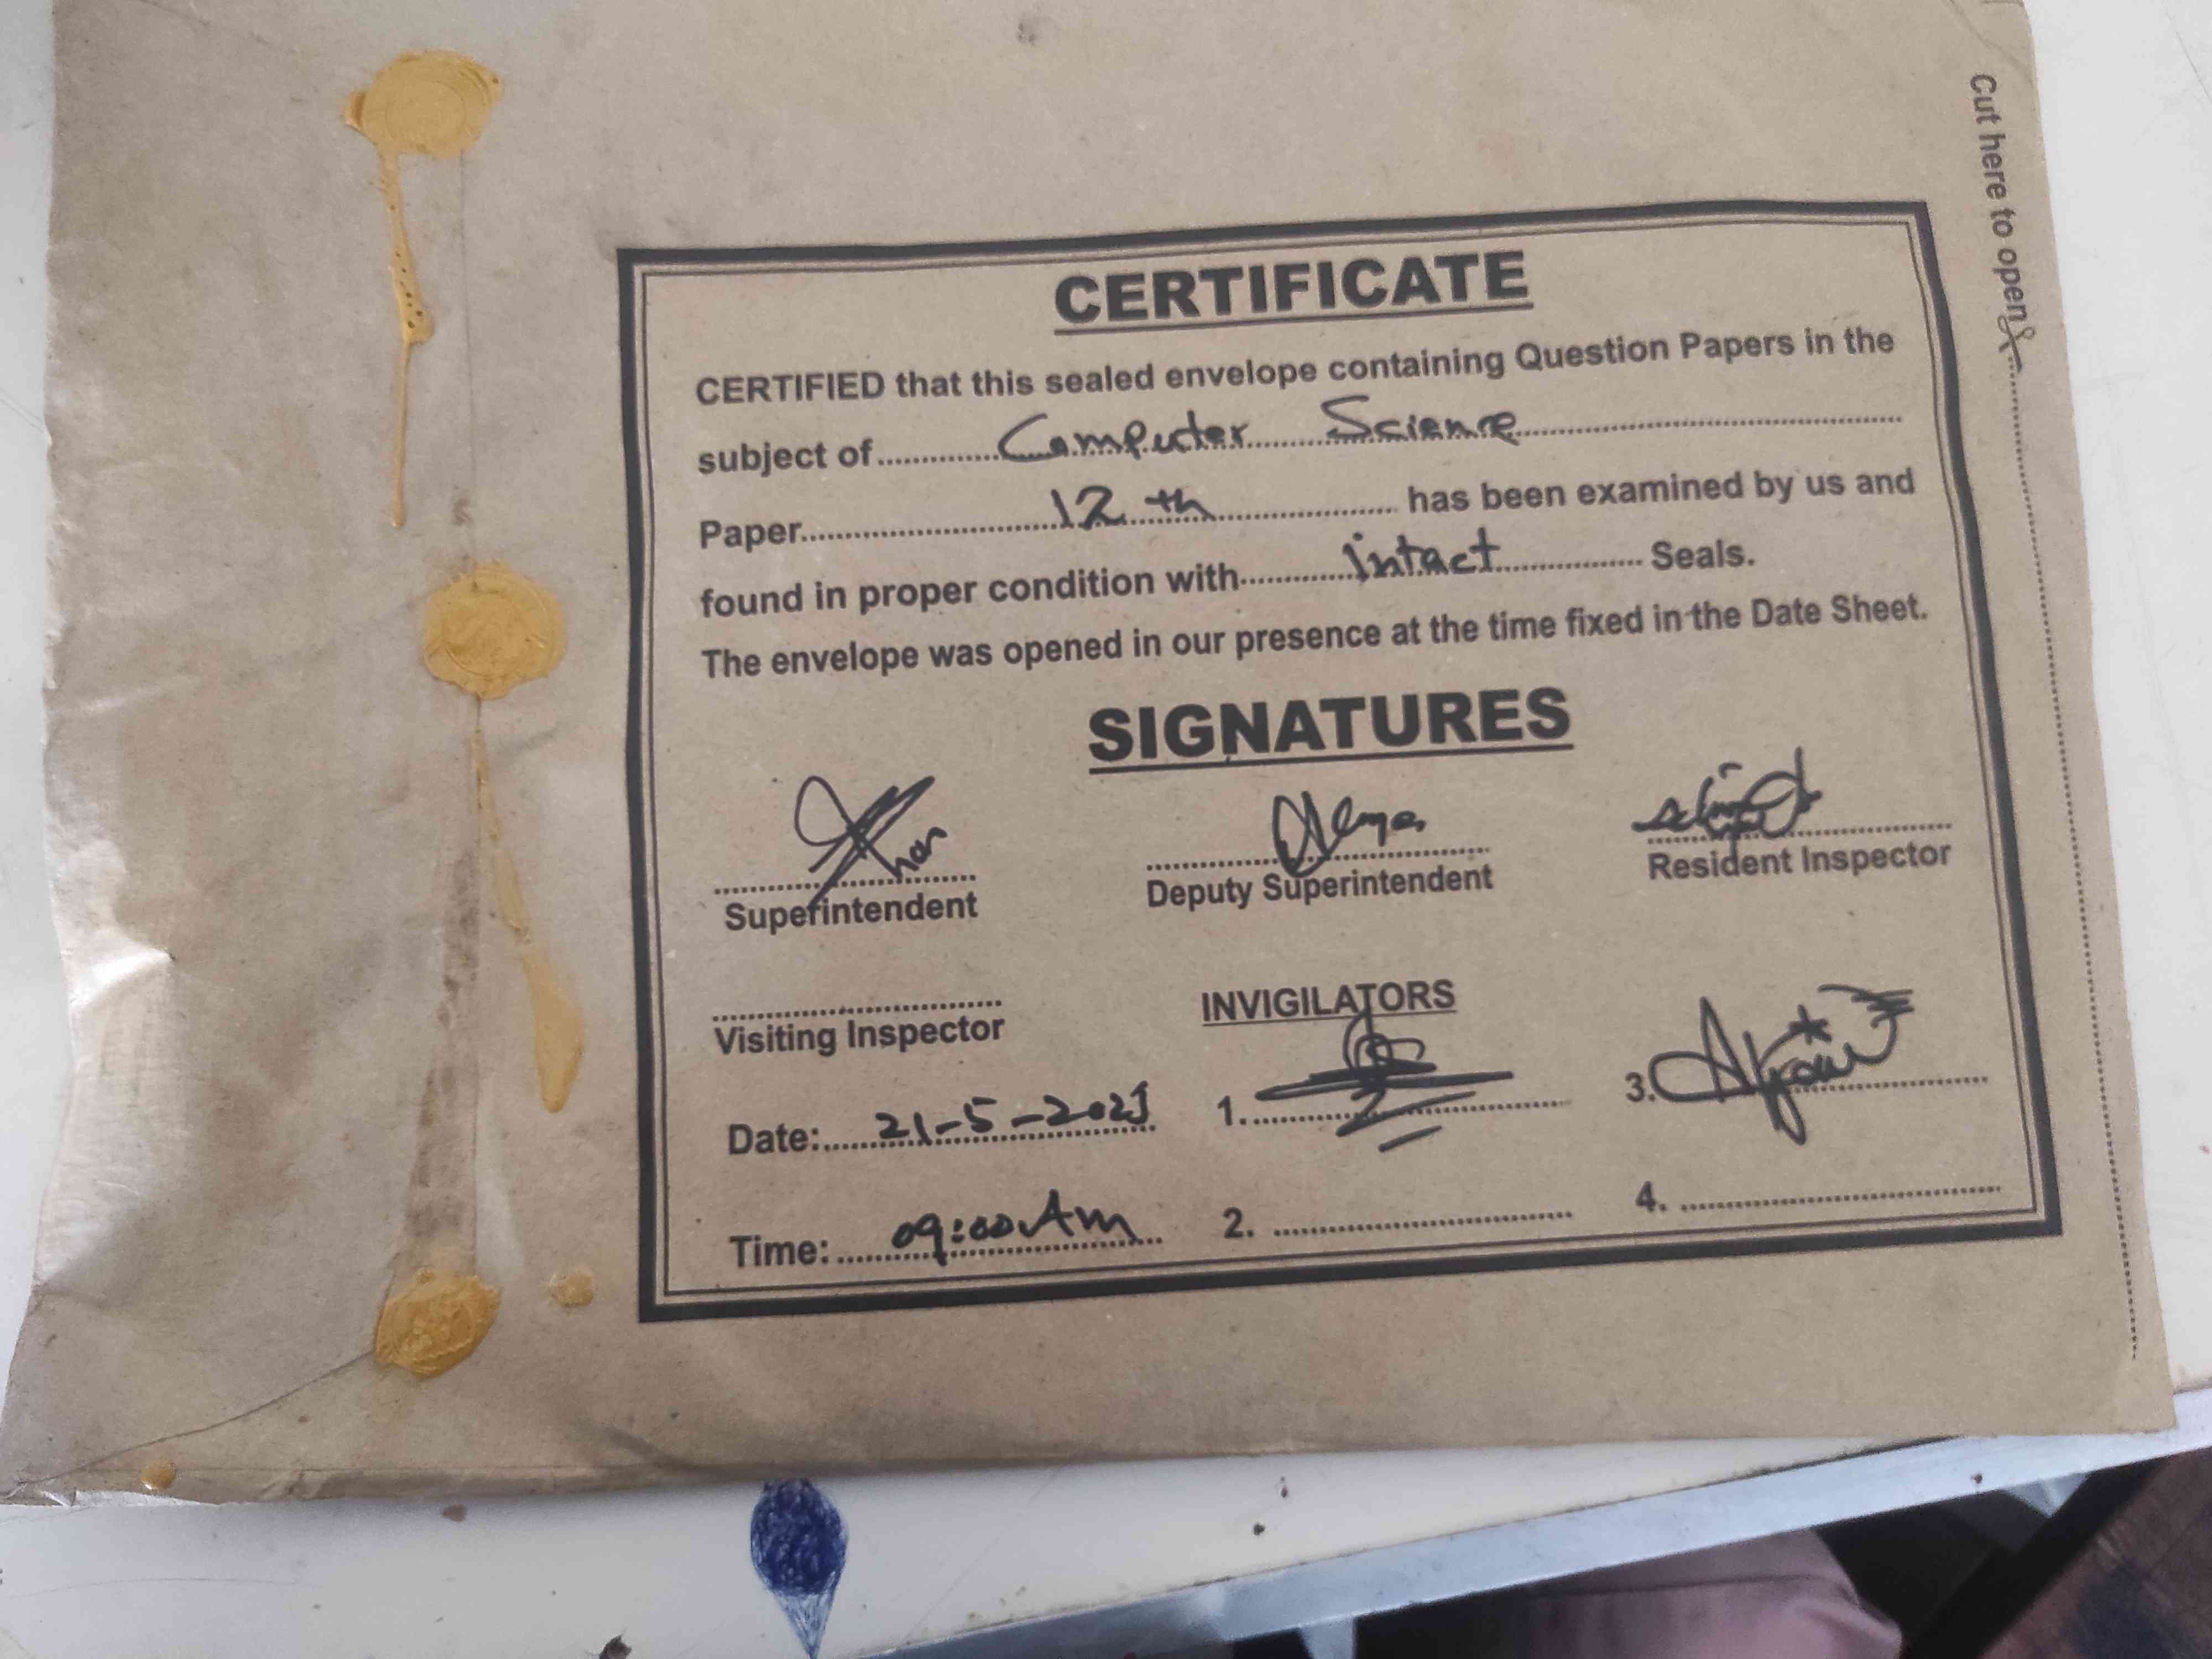 Cut here to open
CERTIFICATE
CERTIFIED that this sealed envelope containing Question Papers in the
subject of Computer Science
Paper 12th has been examined by us and
found in proper condition with intact Seals.
The envelope was opened in our presence at the time fixed in the Date Sheet.
SIGNATURES
Superintendent
Deputy Superintendent
Resident Inspector
Visiting Inspector
INVIGILATORS
Date: 21-5-2025
1.
3.
Time: 09:00 Am
2.
4.